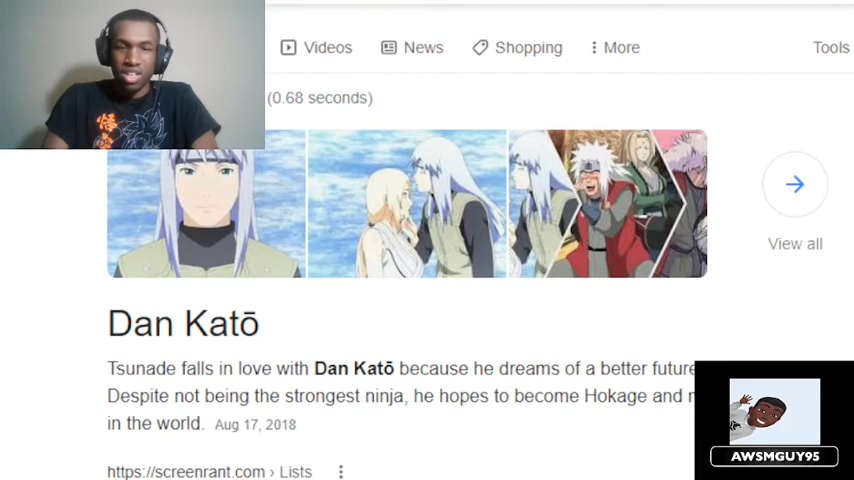 Videos
News
Shopping
More
Tools
(0.68 seconds)
View all
Dan Katō
Tsunade falls in love with Dan Katō because he dreams of a better future
Despite not being the strongest ninja, he hopes to become Hokage and
in the world. Aug 17, 2018
https://screenrant.com › Lists
AWSMGUY95